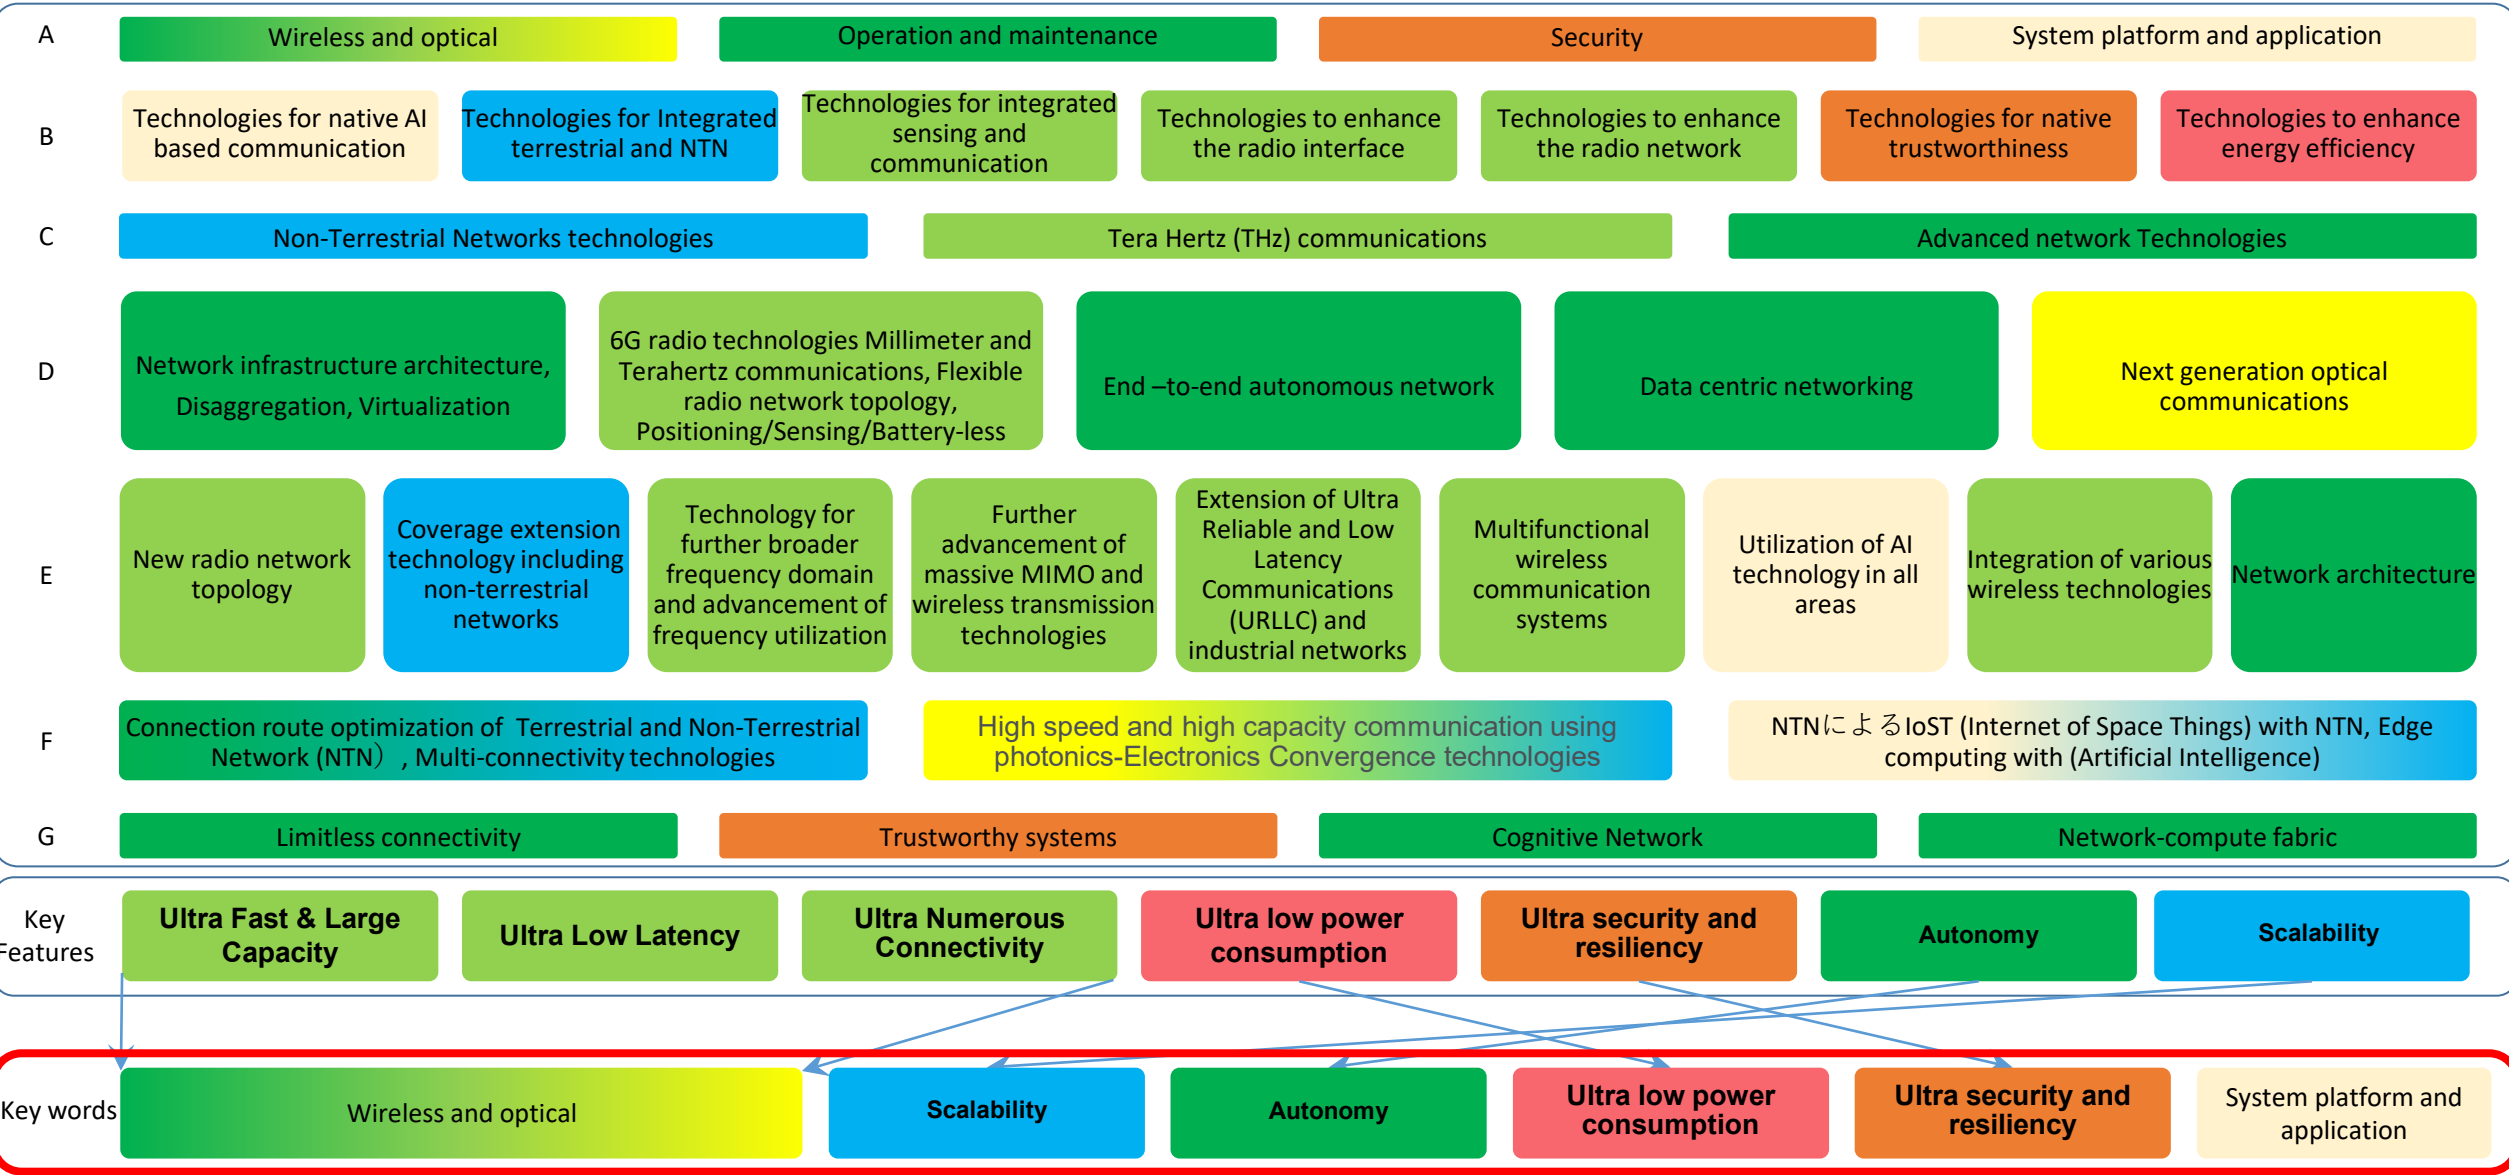 A
Wireless and optical
Operation and maintenance
Security
System platform and application
B
Technologies for native AI
based communication
Technologies for Integrated
terrestrial and NTN
Technologies for integrated
sensing and
communication
Technologies to enhance
the radio interface
Technologies to enhance
the radio network
Technologies for native
trustworthiness
Technologies to enhance
energy efficiency
C
Non-Terrestrial Networks technologies
Tera Hertz (THz) communications
Advanced network Technologies
D
Network infrastructure architecture,
Disaggregation, Virtualization
6G radio technologies Millimeter and
Terahertz communications, Flexible
radio network topology,
Positioning/Sensing/Battery-less
End –to-end autonomous network
Data centric networking
Next generation optical
communications
E
New radio network
topology
Coverage extension
technology including
non-terrestrial
networks
Technology for
further broader
frequency domain
and advancement of
frequency utilization
Further
advancement of
massive MIMO and
wireless transmission
technologies
Extension of Ultra
Reliable and Low
Latency
Communications
(URLLC) and
industrial networks
Multifunctional
wireless
communication
systems
Utilization of AI
technology in all
areas
Integration of various
wireless technologies
Network architecture
F
Connection route optimization of Terrestrial and Non-Terrestrial
Network (NTN）, Multi-connectivity technologies
High speed and high capacity communication using
photonics-Electronics Convergence technologies
NTNによるIoST (Internet of Space Things) with NTN, Edge
computing with (Artificial Intelligence)
G
Limitless connectivity
Trustworthy systems
Cognitive Network
Network-compute fabric
Key
Features
Ultra Fast & Large
Capacity
Ultra Low Latency
Ultra Numerous
Connectivity
Ultra low power
consumption
Ultra security and
resiliency
Autonomy
Scalability
Key words
Wireless and optical
Scalability
Autonomy
Ultra low power
consumption
Ultra security and
resiliency
System platform and
application